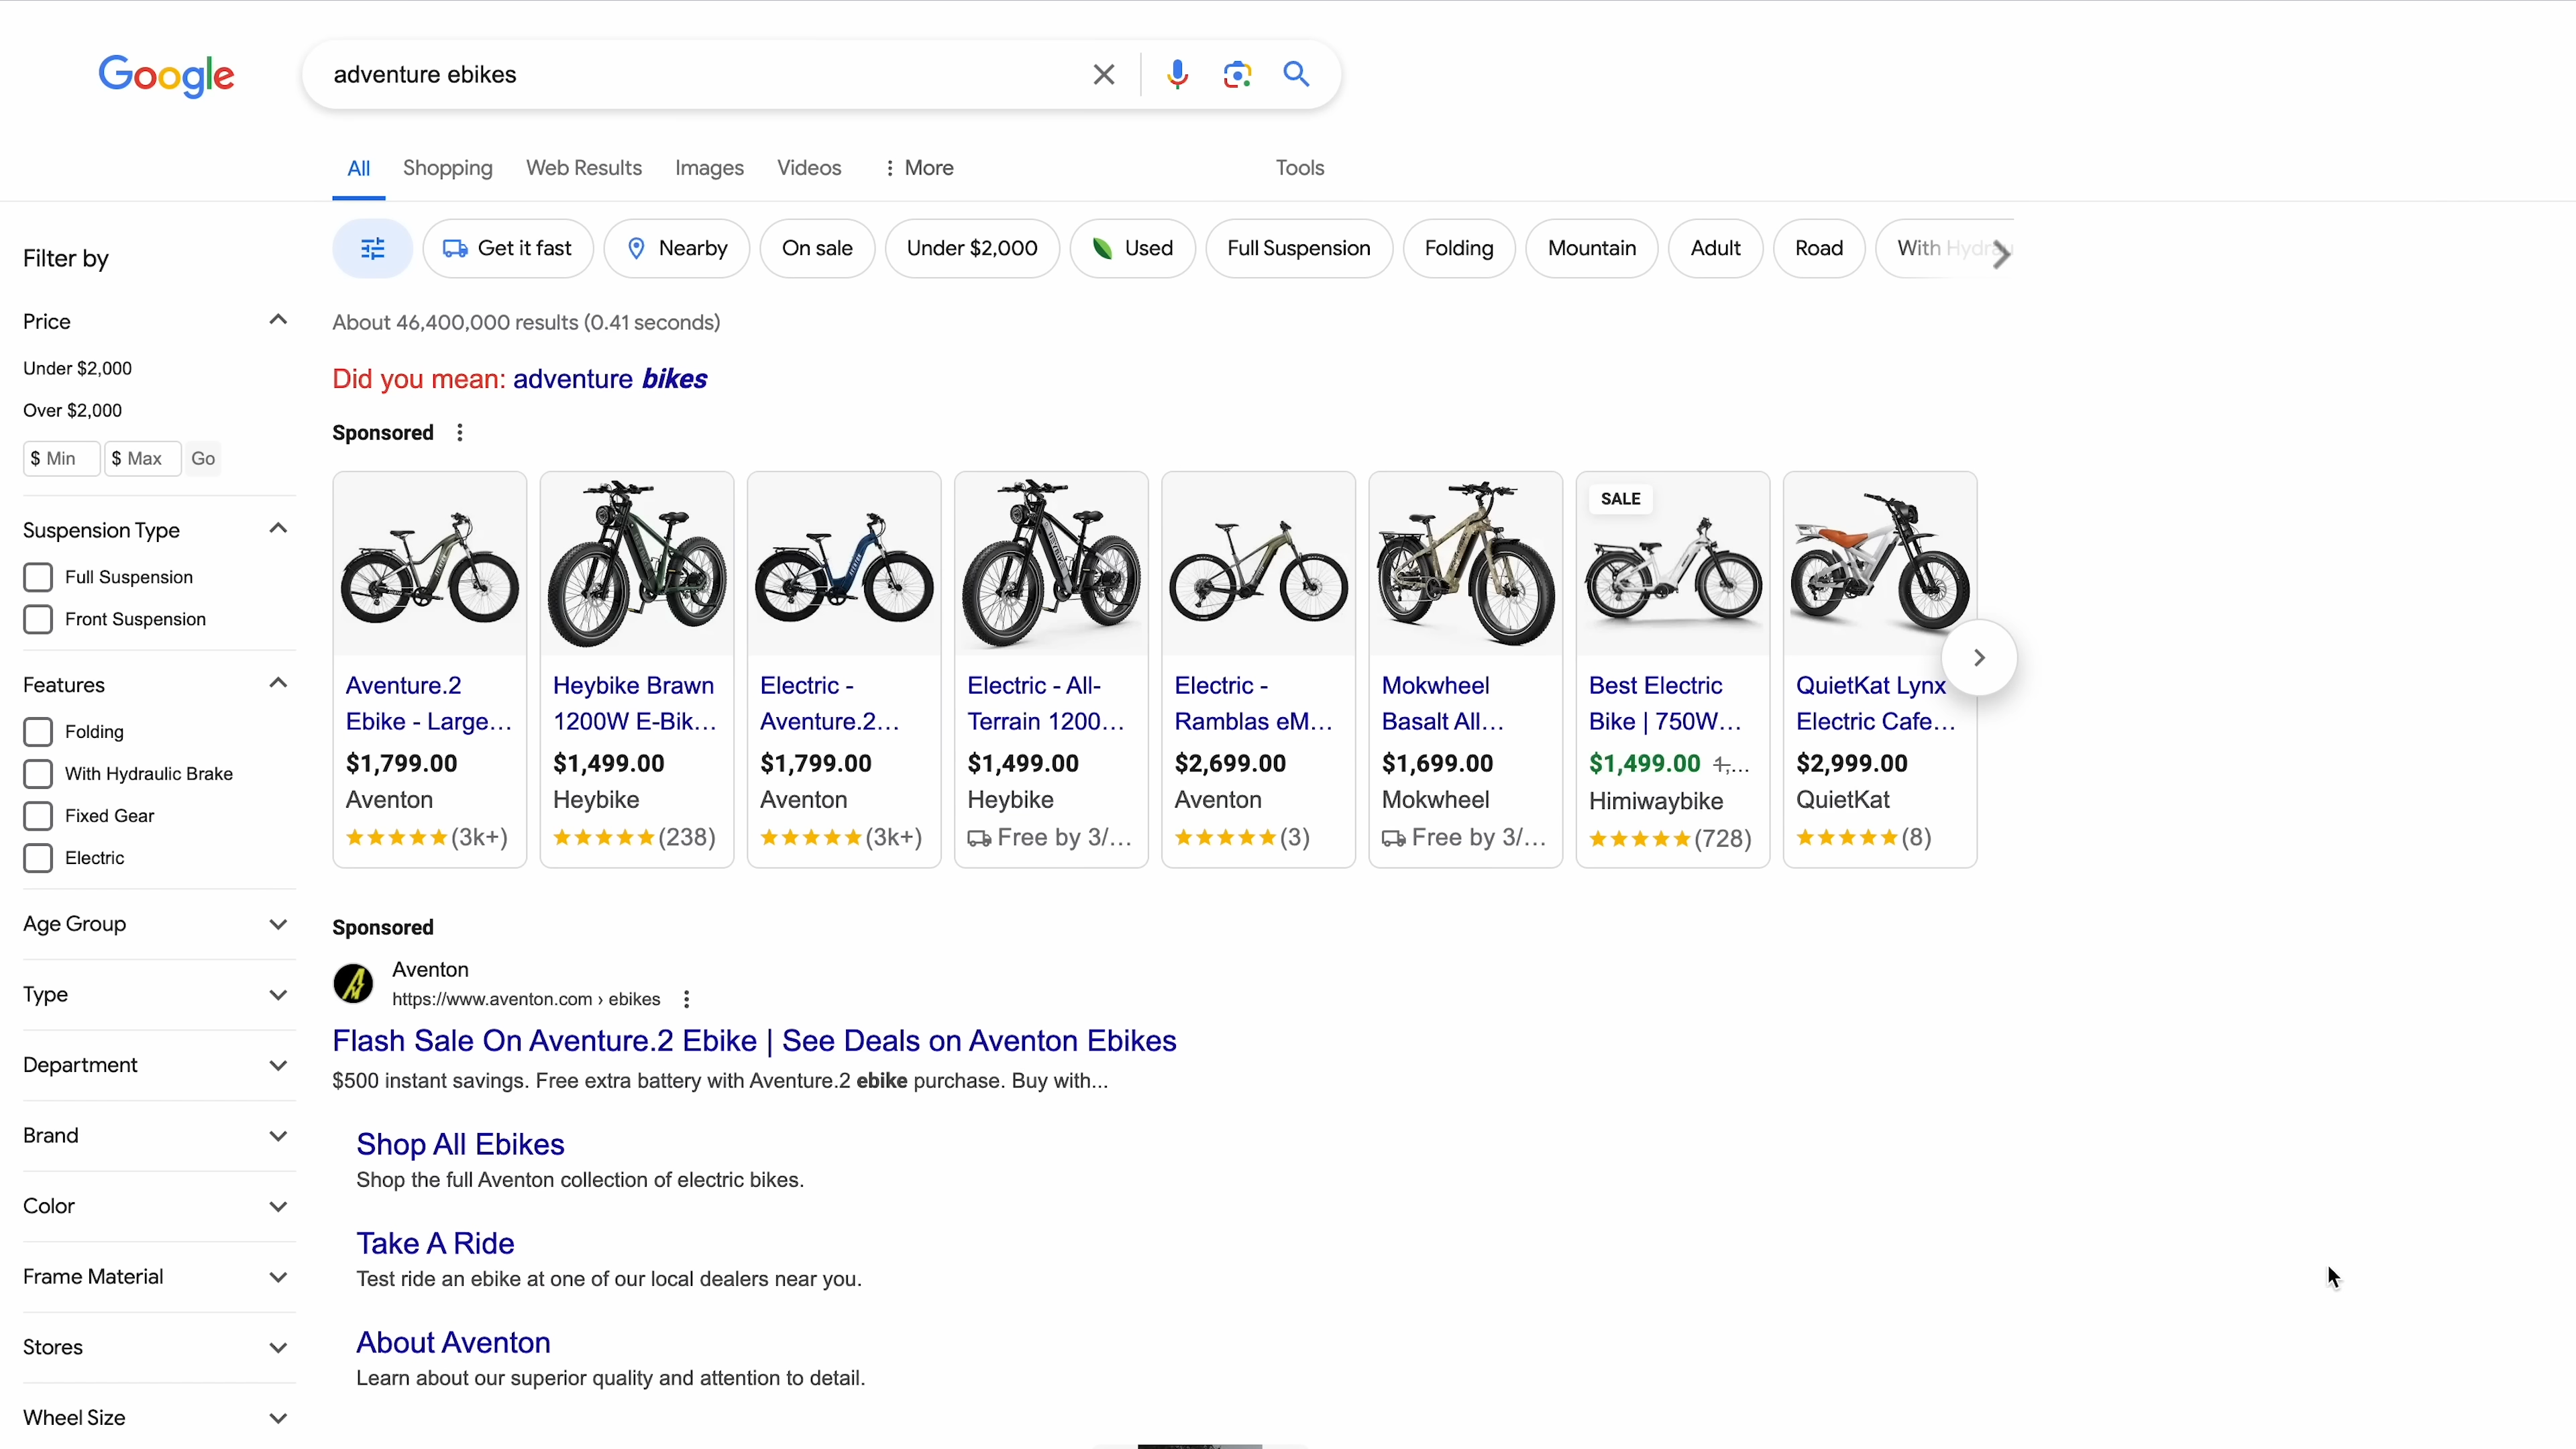 Google
adventure ebikes
All
Shopping
Web Results
Images
Videos
More
Tools
Filter by
Get it fast
Nearby
On sale
Under $2,000
Used
Full Suspension
Folding
Mountain
Adult
Road
With Hydrau
Price
Under $2,000
Over $2,000
$ Min
$ Max
Go
Suspension Type
Full Suspension
Front Suspension
Features
Folding
With Hydraulic Brake
Fixed Gear
Electric
Age Group
Type
Department
Brand
Color
Frame Material
Stores
Wheel Size
About 46,400,000 results (0.41 seconds)
Did you mean: adventure bikes
Sponsored
Aventure.2
Ebike - Large...
$1,799.00
Aventon
(3k+)
Heybike Brawn
1200W E-Bik...
$1,499.00
Heybike
(238)
Electric -
Aventure.2...
$1,799.00
Aventon
(3k+)
Electric - All-
Terrain 1200...
$1,499.00
Heybike
Free by 3/...
Electric -
Ramblas eM...
$2,699.00
Aventon
(3)
Mokwheel
Basalt All...
$1,699.00
Mokwheel
Free by 3/...
SALE
Best Electric
Bike | 750W...
$1,499.00 1,...
Himiwaybike
(728)
QuietKat Lynx
Electric Cafe...
$2,999.00
QuietKat
(8)
Sponsored
Aventon
https://www.aventon.com › ebikes
Flash Sale On Aventure.2 Ebike | See Deals on Aventon Ebikes
$500 instant savings. Free extra battery with Aventure.2 ebike purchase. Buy with...
Shop All Ebikes
Shop the full Aventon collection of electric bikes.
Take A Ride
Test ride an ebike at one of our local dealers near you.
About Aventon
Learn about our superior quality and attention to detail.